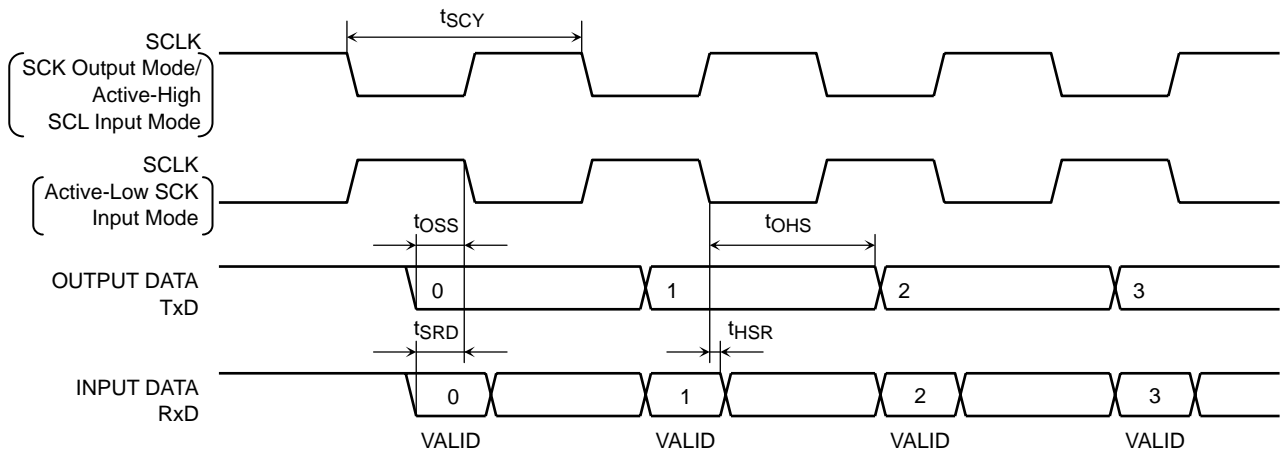 tSCY
SCLK
SCK Output Mode/
Active-High
SCL Input Mode
SCLK
Active-Low SCK
Input Mode
tOSS
tOHS
OUTPUT DATA
TxD
0
1
2
3
tSRD
tHSR
INPUT DATA
RxD
0
1
2
3
VALID
VALID
VALID
VALID